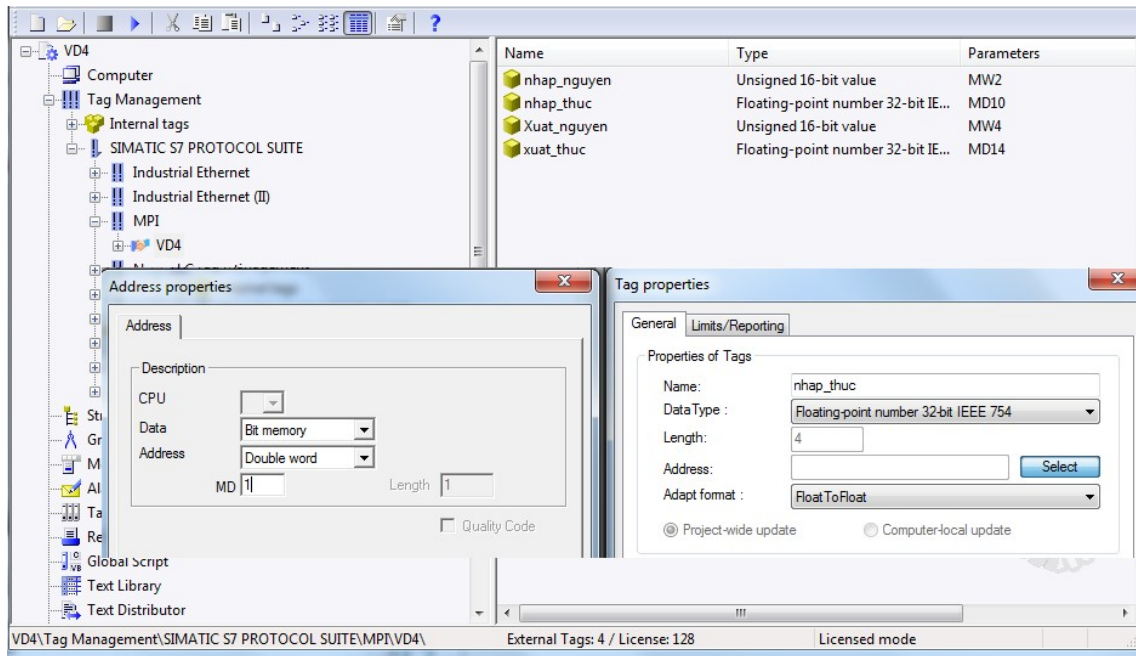 VD4
Computer
Tag Management
Internal tags
SIMATIC S7 PROTOCOL SUITE
Industrial Ethernet
Industrial Ethernet (II)
MPI
VD4
Name Type Parameters
nhap_nguyen Unsigned 16-bit value MW2
nhap_thuc Floating-point number 32-bit IE... MD10
Xuat_nguyen Unsigned 16-bit value MW4
xuat_thuc Floating-point number 32-bit IE... MD14
Address properties
Address
Description
CPU
Data Bit memory
Address Double word
MD 1 Length 1
Quality Code
Tag properties
General Limits/Reporting
Properties of Tags
Name: nhap_thuc
DataType : Floating-point number 32-bit IEEE 754
Length: 4
Address: Select
Adapt format : FloatToFloat
Project-wide update Computer-local update
Global Script
Text Library
Text Distributor
VD4\Tag Management\SIMATIC S7 PROTOCOL SUITE\MPI\VD4\ External Tags: 4 / License: 128 Licensed mode